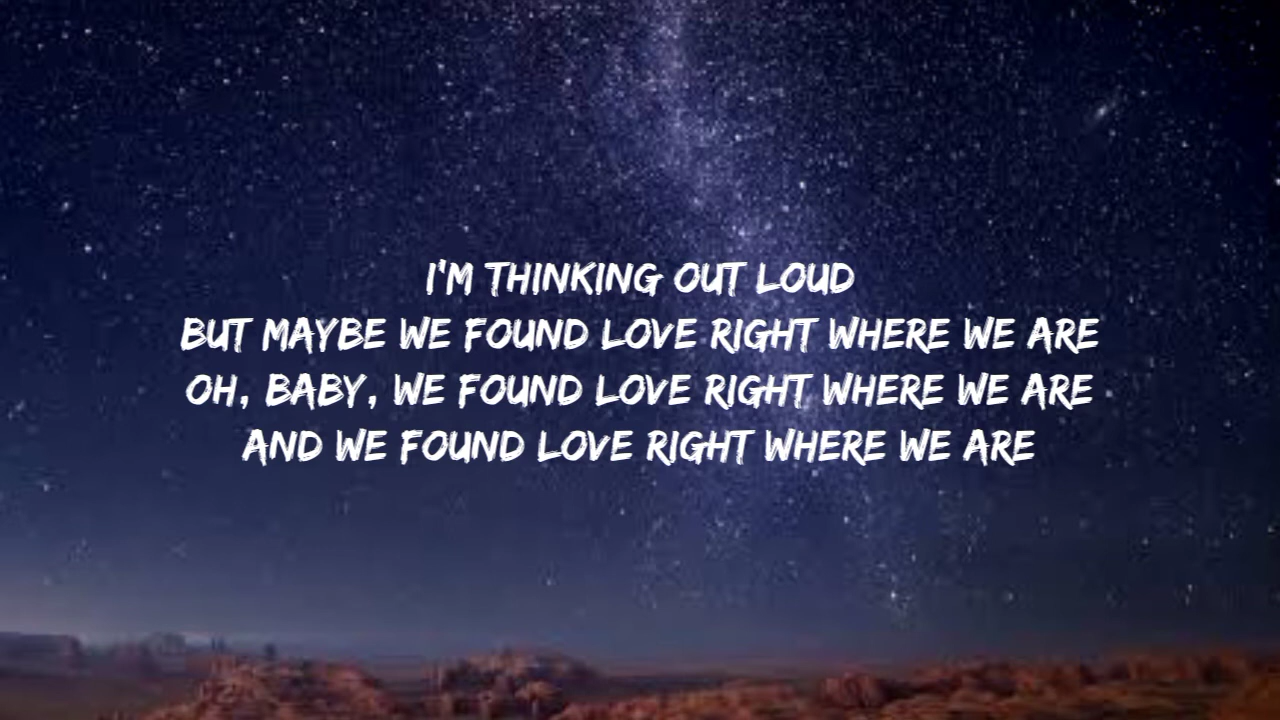 I'M THINKING OUT LOUD
BUT MAYBE WE FOUND LOVE RIGHT WHERE WE ARE
OH, BABY, WE FOUND LOVE RIGHT WHERE WE ARE
AND WE FOUND LOVE RIGHT WHERE WE ARE